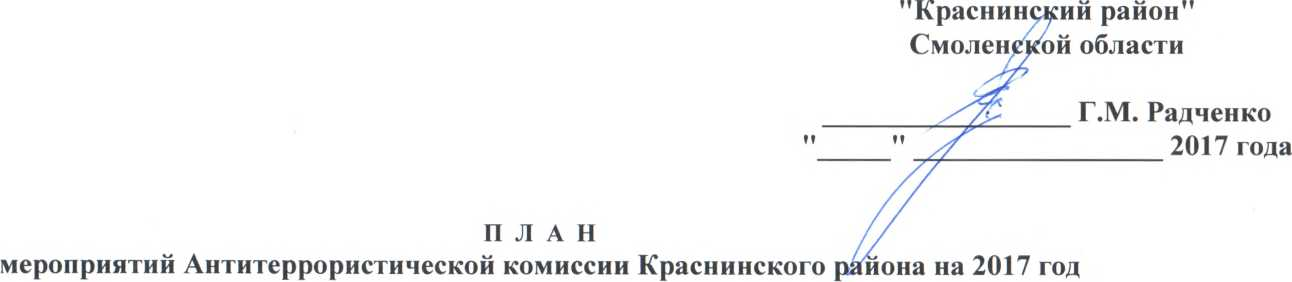 "Краснинский район"
Смоленской области
__________________ Г.М. Радченко
"_____" __________________ 2017 года
П Л А Н
мероприятий Антитеррористической комиссии Краснинского района на 2017 год